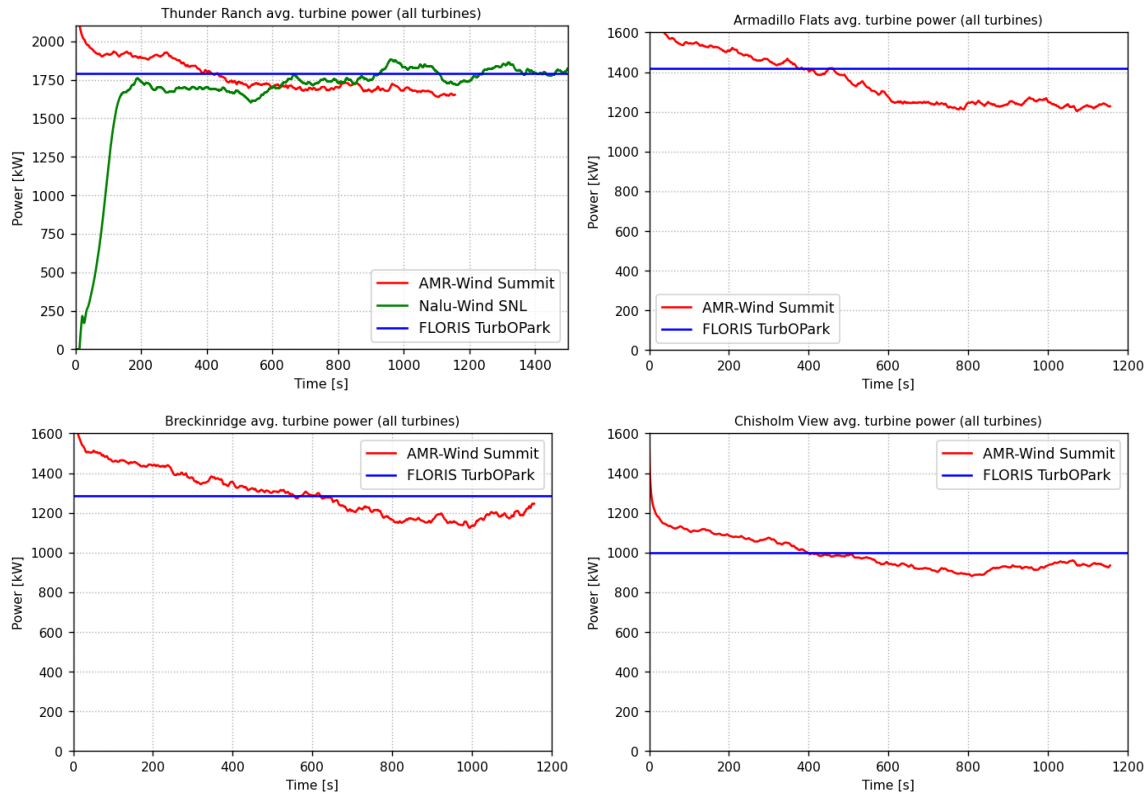 Thunder Ranch avg. turbine power (all turbines)
2000
1750
1500
1250
1000
750
500
250
0
Power [kW]
0 200 400 600 800 1000 1200 1400
Time [s]
AMR-Wind Summit
Nalu-Wind SNL
FLORIS TurbOPark
Armadillo Flats avg. turbine power (all turbines)
1600
1400
1200
1000
800
600
400
200
0
Power [kW]
0 200 400 600 800 1000 1200
Time [s]
AMR-Wind Summit
FLORIS TurbOPark
Breckinridge avg. turbine power (all turbines)
1600
1400
1200
1000
800
600
400
200
0
Power [kW]
0 200 400 600 800 1000 1200
Time [s]
AMR-Wind Summit
FLORIS TurbOPark
Chisholm View avg. turbine power (all turbines)
1600
1400
1200
1000
800
600
400
200
0
Power [kW]
0 200 400 600 800 1000 1200
Time [s]
AMR-Wind Summit
FLORIS TurbOPark